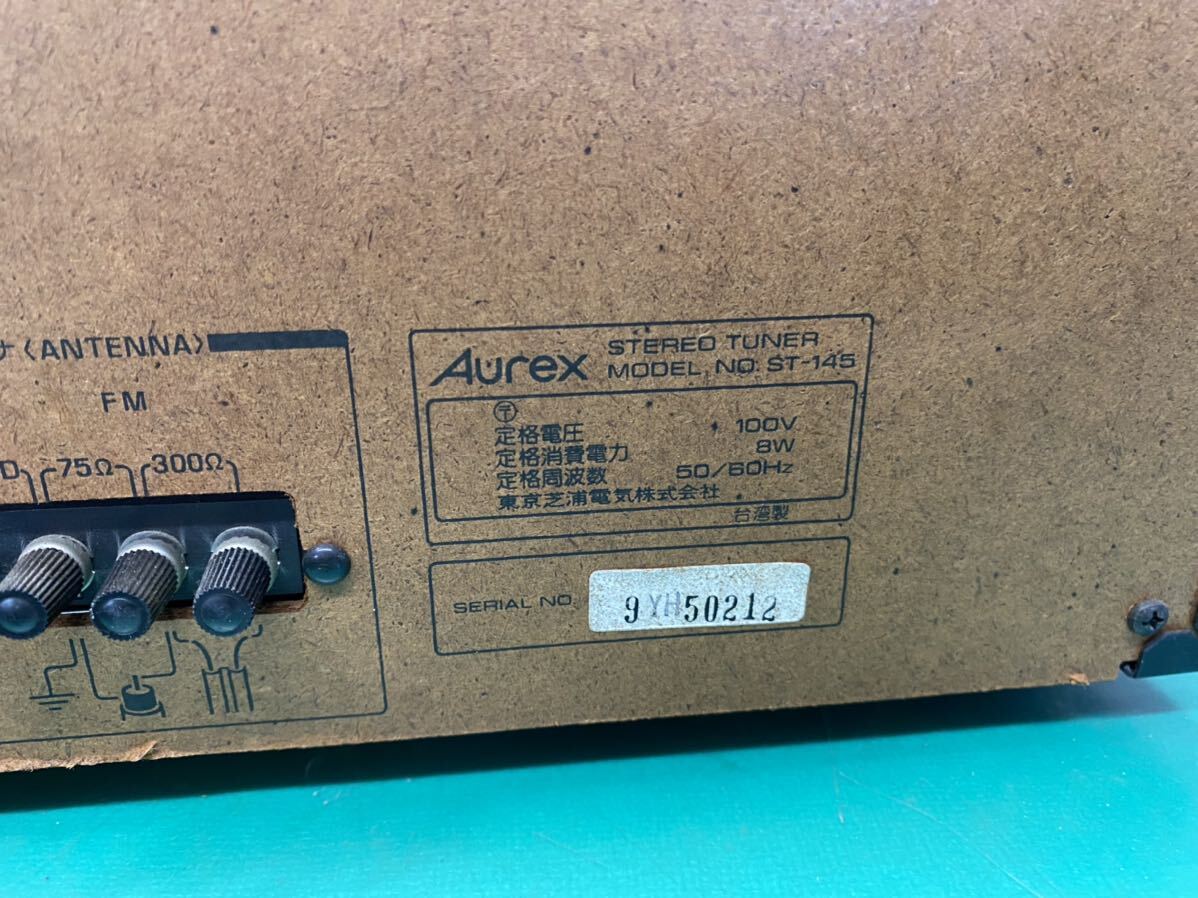 ナ〈ANTENNA〉
FM
D 75Ω 300Ω
Aurex STEREO TUNER
MODEL NO. ST-145
〒
定格電圧 100V
定格消費電力 8W
定格周波数 50/60Hz
東京芝浦電気株式会社
台湾製
SERIAL NO. 9YH50212